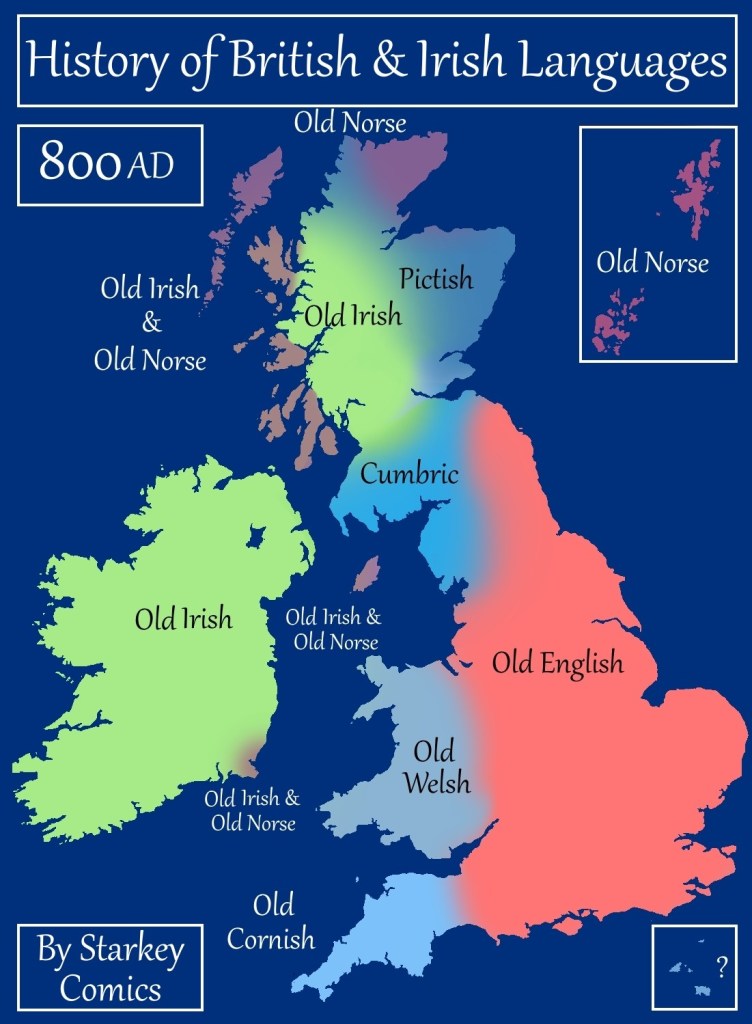 History of British & Irish Languages
Old Norse
800 AD
Old Norse
Pictish
Old Irish
&
Old Norse
Old Irish
Cumbric
Old Irish
Old Irish &
Old Norse
Old English
Old
Welsh
Old Irish &
Old Norse
Old
Cornish
By Starkey
Comics
?